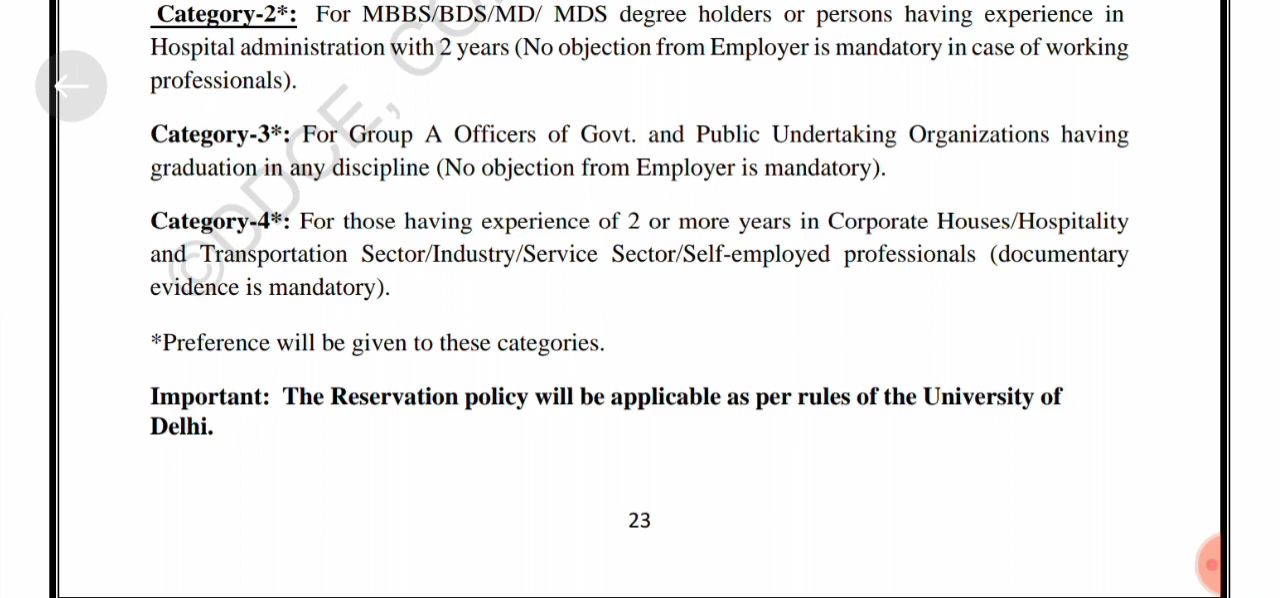 Category-2*: For MBBS/BDS/MD/ MDS degree holders or persons having experience in
Hospital administration with 2 years (No objection from Employer is mandatory in case of working
professionals).
Category-3*: For Group A Officers of Govt. and Public Undertaking Organizations having
graduation in any discipline (No objection from Employer is mandatory).
Category-4*: For those having experience of 2 or more years in Corporate Houses/Hospitality
and Transportation Sector/Industry/Service Sector/Self-employed professionals (documentary
evidence is mandatory).
*Preference will be given to these categories.
Important: The Reservation policy will be applicable as per rules of the University of
Delhi.
23